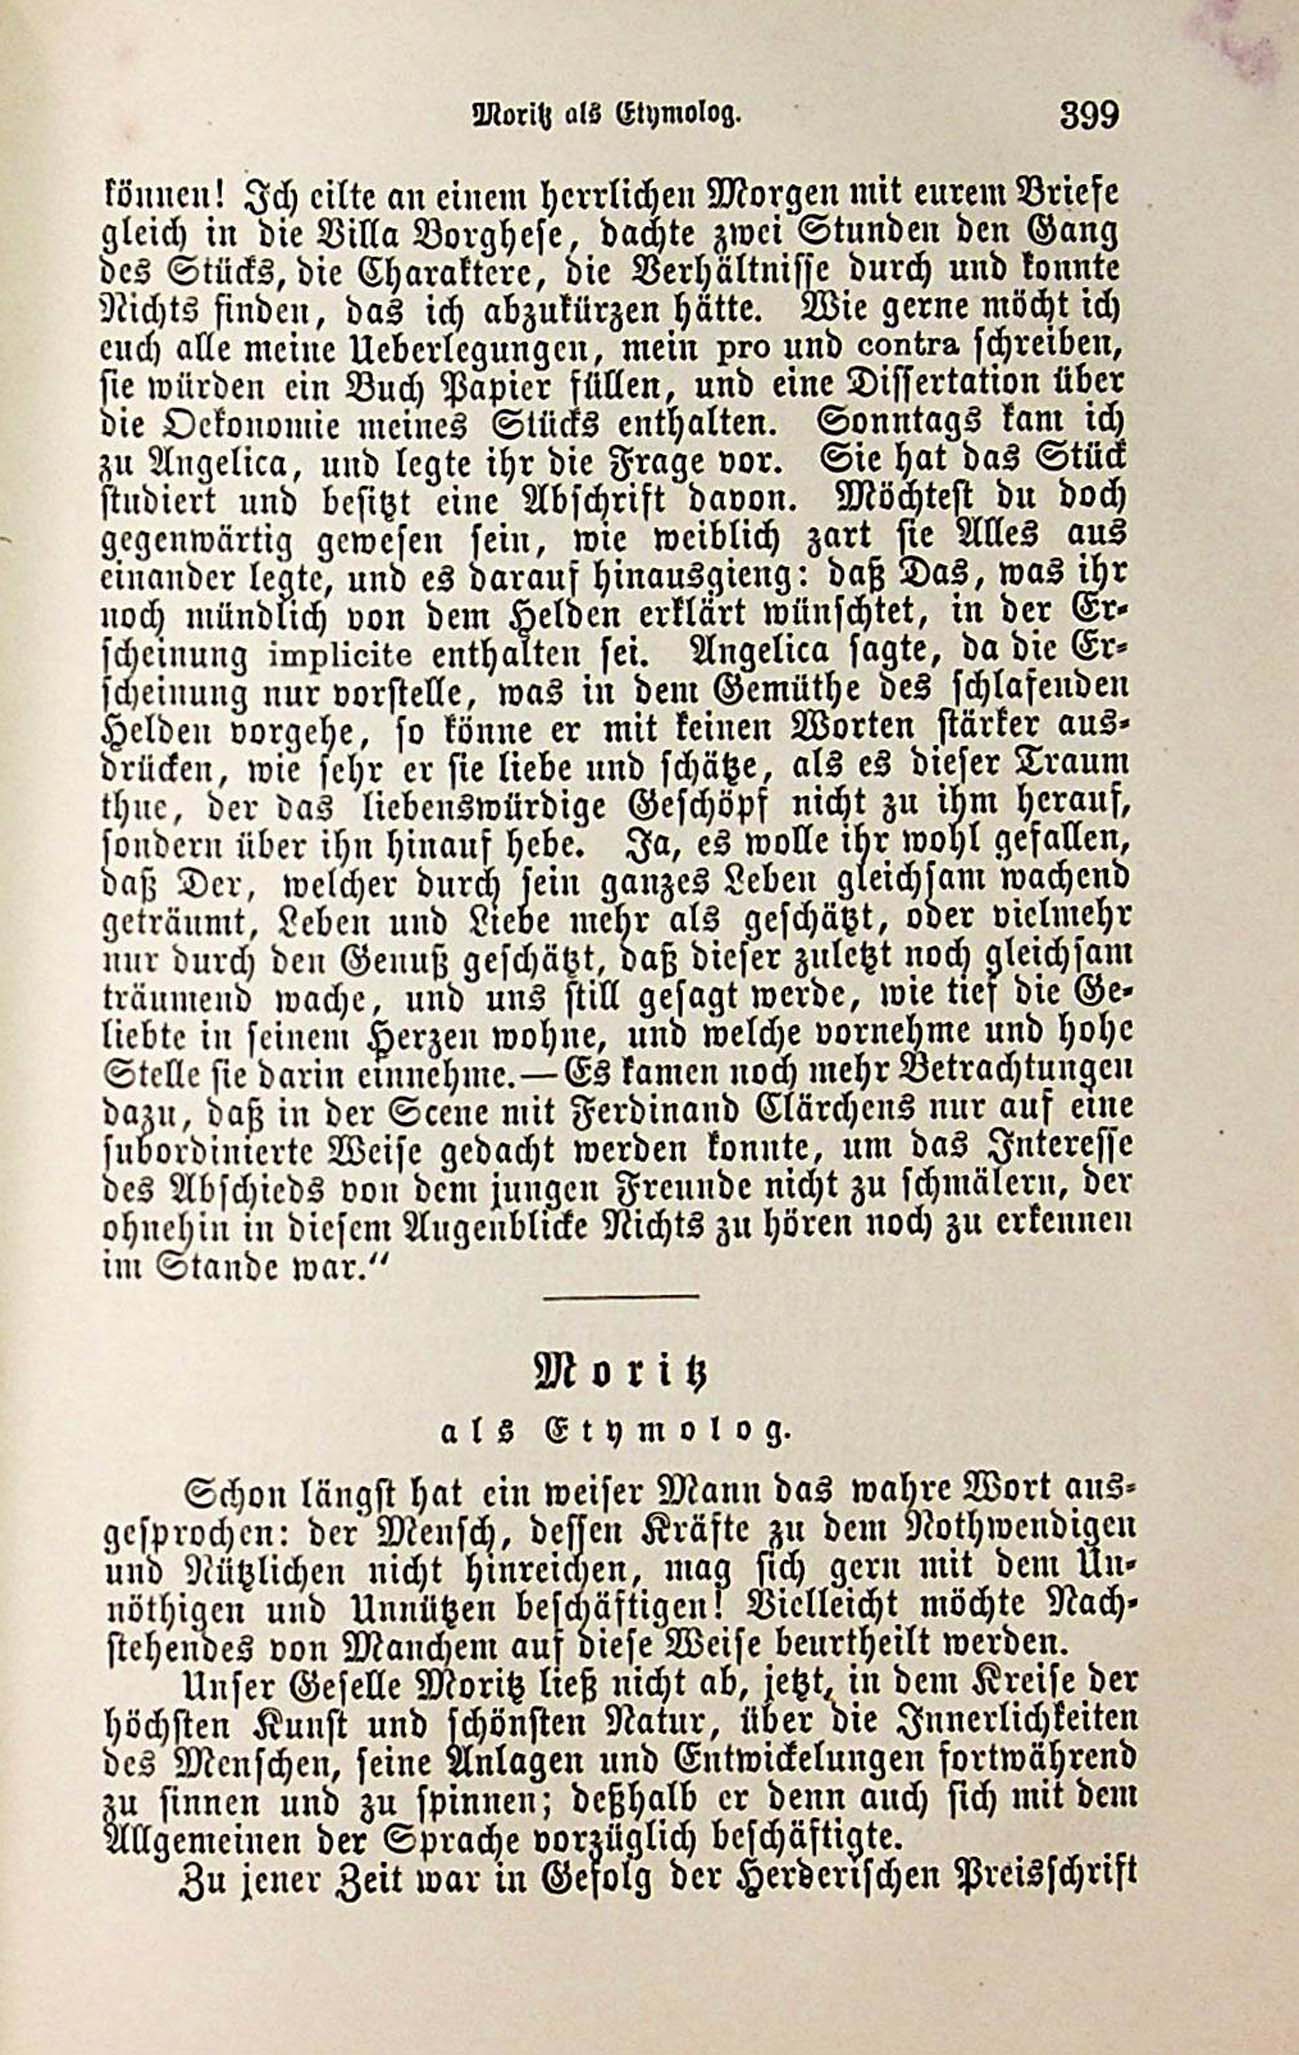 Moritz als Etymolog. 399
können! Ich eilte an einem herrlichen Morgen mit eurem Briefe
gleich in die Villa Borghese, dachte zwei Stunden den Gang
des Stücks, die Charaktere, die Verhältnisse durch und konnte
Nichts finden, das ich abzukürzen hätte. Wie gerne möcht ich
euch alle meine Ueberlegungen, mein pro und contra schreiben,
sie würden ein Buch Papier füllen, und eine Dissertation über
die Oekonomie meines Stücks enthalten. Sonntags kam ich
zu Angelica, und legte ihr die Frage vor. Sie hat das Stück
studiert und besitzt eine Abschrift davon. Möchtest du doch
gegenwärtig gewesen sein, wie weiblich zart sie Alles aus
einander legte, und es darauf hinausgieng: daß Das, was ihr
noch mündlich von dem Helden erklärt wünschtet, in der Er-
scheinung implicite enthalten sei. Angelica sagte, da die Er-
scheinung nur vorstelle, was in dem Gemüthe des schlafenden
Helden vorgehe, so könne er mit keinen Worten stärker aus-
drücken, wie sehr er sie liebe und schätze, als es dieser Traum
thue, der das liebenswürdige Geschöpf nicht zu ihm herauf,
sondern über ihn hinauf hebe. Ja, es wolle ihr wohl gefallen,
daß Der, welcher durch sein ganzes Leben gleichsam wachend
geträumt, Leben und Liebe mehr als geschätzt, oder vielmehr
nur durch den Genuß geschätzt, daß dieser zuletzt noch gleichsam
träumend wache, und uns still gesagt werde, wie tief die Ge-
liebte in seinem Herzen wohne, und welche vornehme und hohe
Stelle sie darin einnehme.— Es kamen noch mehr Betrachtungen
dazu, daß in der Scene mit Ferdinand Clärchens nur auf eine
subordinierte Weise gedacht werden konnte, um das Interesse
des Abschieds von dem jungen Freunde nicht zu schmälern, der
ohnehin in diesem Augenblicke Nichts zu hören noch zu erkennen
im Stande war.“
Moritz
als Etymolog.
Schon längst hat ein weiser Mann das wahre Wort aus-
gesprochen: der Mensch, dessen Kräfte zu dem Nothwendigen
und Nützlichen nicht hinreichen, mag sich gern mit dem Un-
nöthigen und Unnützen beschäftigen! Vielleicht möchte Nach-
stehendes von Manchem auf diese Weise beurtheilt werden.
Unser Geselle Moritz ließ nicht ab, jetzt, in dem Kreise der
höchsten Kunst und schönsten Natur, über die Innerlichkeiten
des Menschen, seine Anlagen und Entwickelungen fortwährend
zu sinnen und zu spinnen; deßhalb er denn auch sich mit dem
Allgemeinen der Sprache vorzüglich beschäftigte.
Zu jener Zeit war in Gefolg der Herderischen Preisschrift